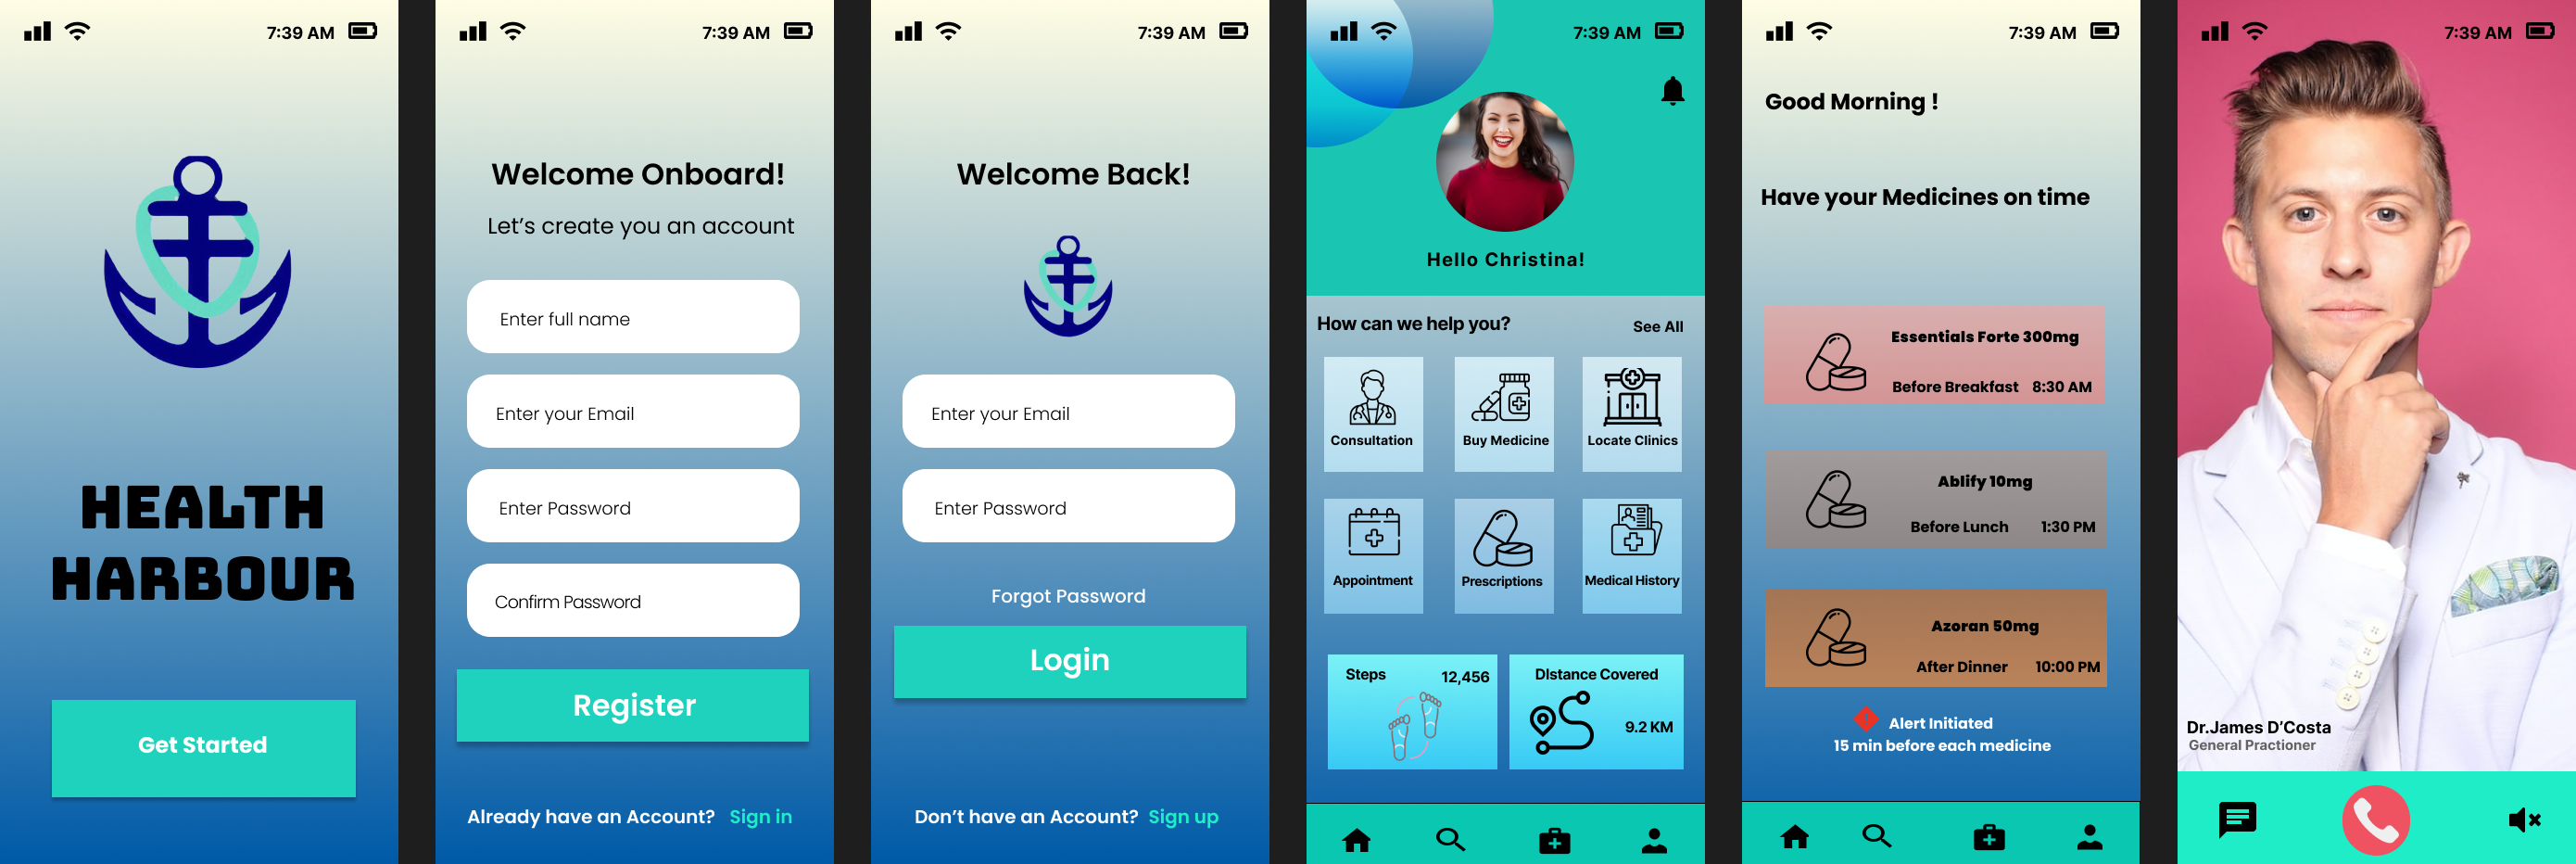 7:39 AM
HEALTH
HARBOUR
Get Started
7:39 AM
Welcome Onboard!
Let's create you an account
Enter full name
Enter your Email
Enter Password
Confirm Password
Register
Already have an Account? Sign in
7:39 AM
Welcome Back!
Enter your Email
Enter Password
Forgot Password
Login
Don't have an Account? Sign up
7:39 AM
Hello Christina!
How can we help you? See All
Consultation Buy Medicine Locate Clinics
Appointment Prescriptions Medical History
Steps 12,456
DIstance Covered
9.2 KM
7:39 AM
Good Morning !
Have your Medicines on time
Essentials Forte 300mg
Before Breakfast 8:30 AM
Ablify 10mg
Before Lunch 1:30 PM
Azoran 50mg
After Dinner 10:00 PM
Alert Initiated
15 min before each medicine
7:39 AM
Dr.James D'Costa
General Practioner